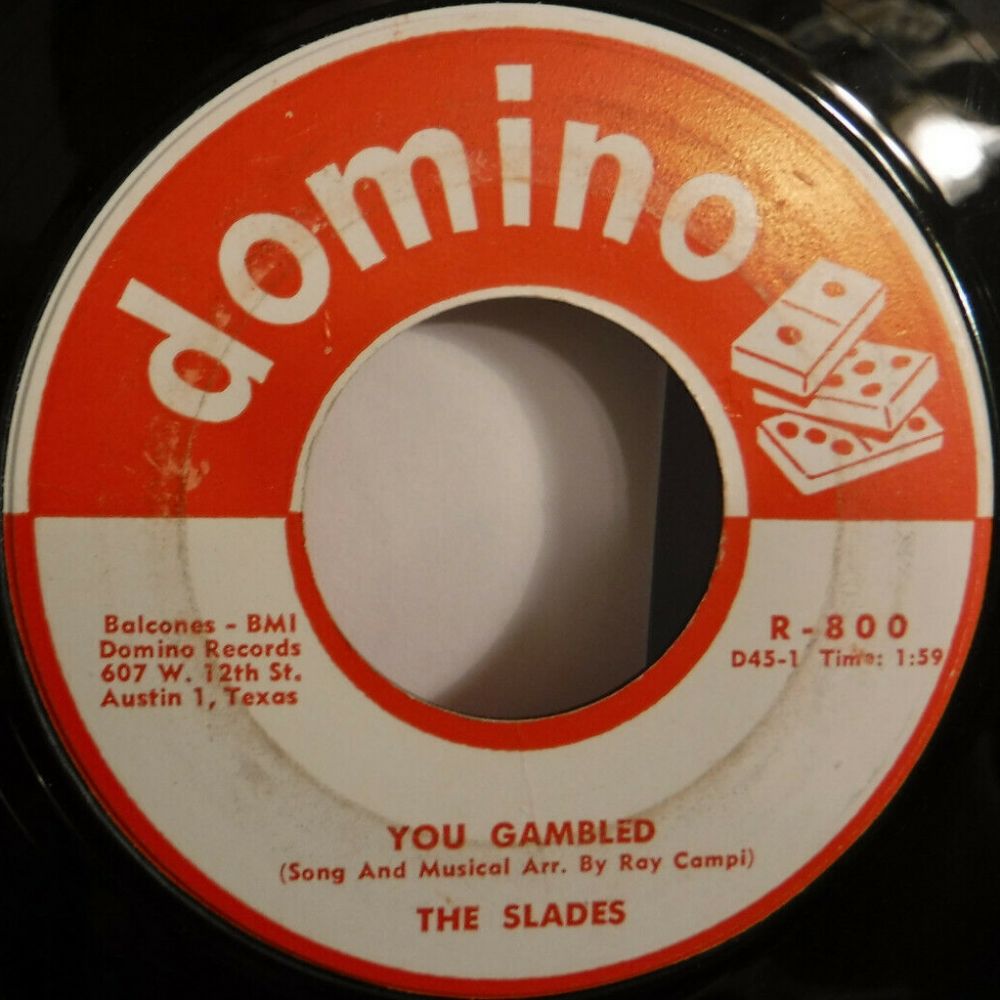 domino
Balcones - BMI
Domino Records
607 W. 12th St.
Austin 1, Texas
R-800
D45-1 Time: 1:59
YOU GAMBLED
(Song And Musical Arr. By Ray Campi)
THE SLADES